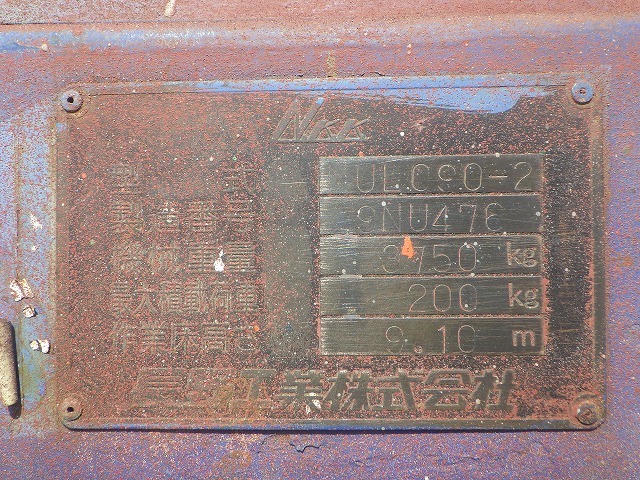 型式 UL090-2
製造番号 9NU476
機械重量 3750 kg
最大積載荷重 200 kg
作業床高さ 9.10 m
長野工業株式会社